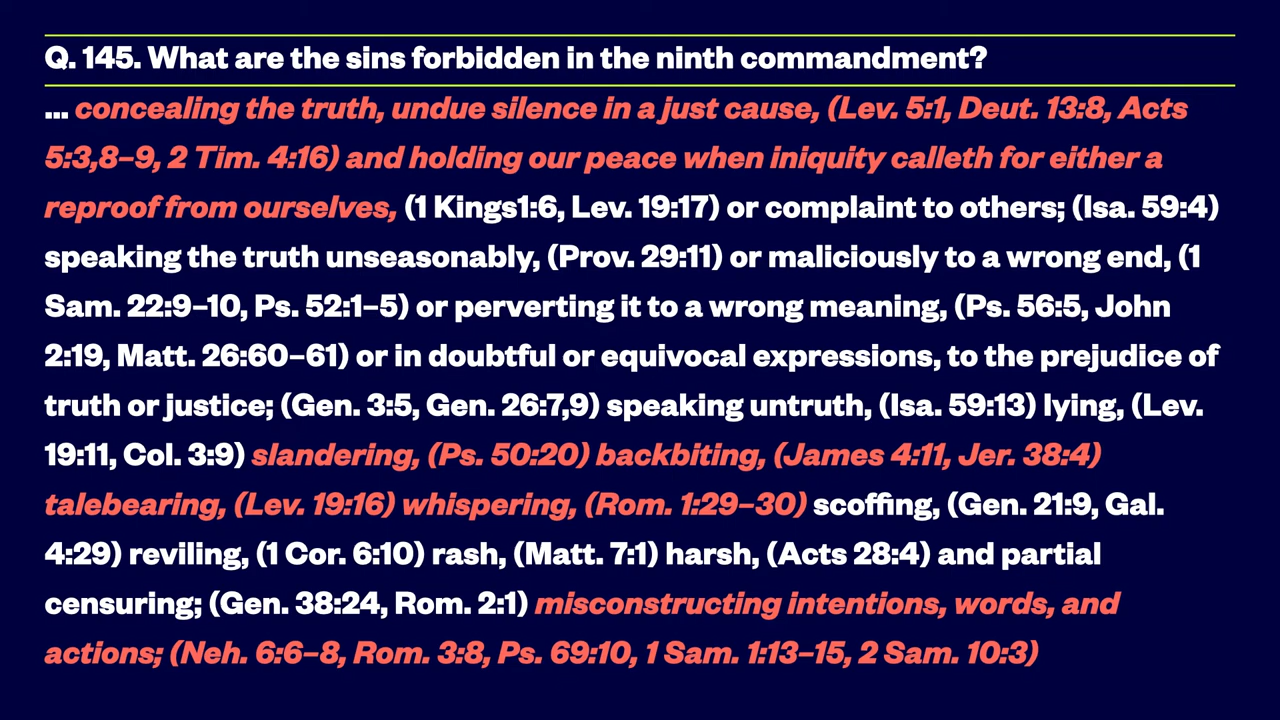 Q. 145. What are the sins forbidden in the ninth commandment?
... concealing the truth, undue silence in a just cause, (Lev. 5:1, Deut. 13:8, Acts
5:3,8–9, 2 Tim. 4:16) and holding our peace when iniquity calleth for either a
reproof from ourselves, (1 Kings1:6, Lev. 19:17) or complaint to others; (Isa. 59:4)
speaking the truth unseasonably, (Prov. 29:11) or maliciously to a wrong end, (1
Sam. 22:9–10, Ps. 52:1–5) or perverting it to a wrong meaning, (Ps. 56:5, John
2:19, Matt. 26:60–61) or in doubtful or equivocal expressions, to the prejudice of
truth or justice; (Gen. 3:5, Gen. 26:7,9) speaking untruth, (Isa. 59:13) lying, (Lev.
19:11, Col. 3:9) slandering, (Ps. 50:20) backbiting, (James 4:11, Jer. 38:4)
talebearing, (Lev. 19:16) whispering, (Rom. 1:29–30) scoffing, (Gen. 21:9, Gal.
4:29) reviling, (1 Cor. 6:10) rash, (Matt. 7:1) harsh, (Acts 28:4) and partial
censuring; (Gen. 38:24, Rom. 2:1) misconstructing intentions, words, and
actions; (Neh. 6:6–8, Rom. 3:8, Ps. 69:10, 1 Sam. 1:13–15, 2 Sam. 10:3)